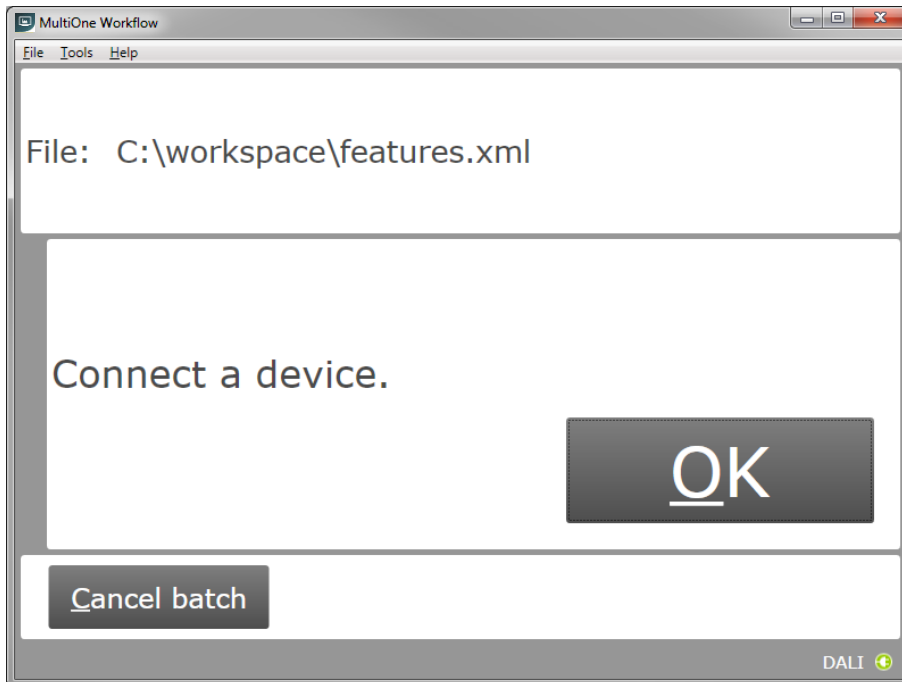 MultiOne Workflow
File Tools Help
File: C:\workspace\features.xml
Connect a device.
OK
Cancel batch
DALI